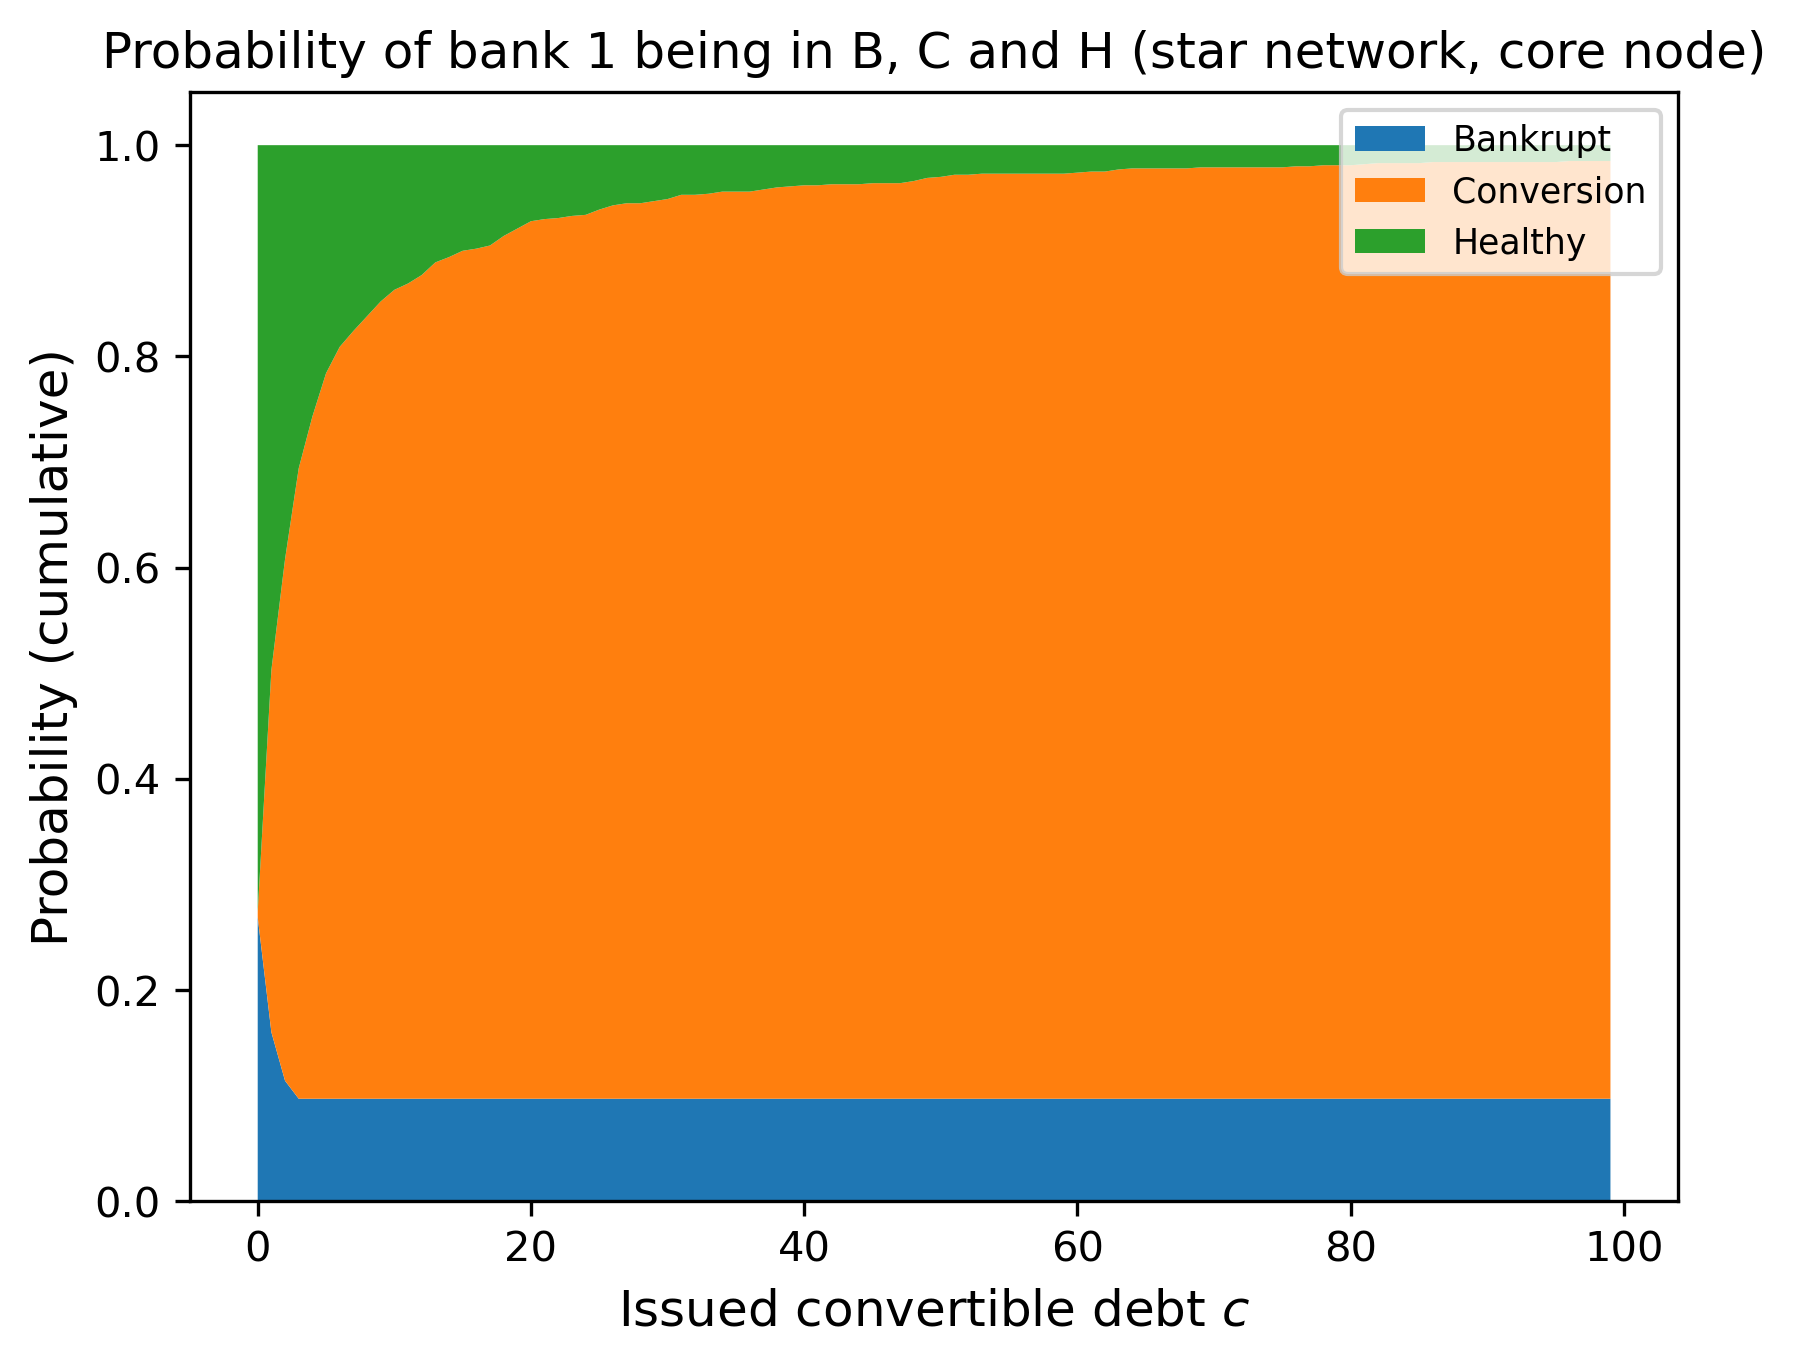 Probability of bank 1 being in B, C and H (star network, core node)
Bankrupt
Conversion
Healthy
Probability (cumulative)
1.0
0.8
0.6
0.4
0.2
0.0
0 20 40 60 80 100
Issued convertible debt c